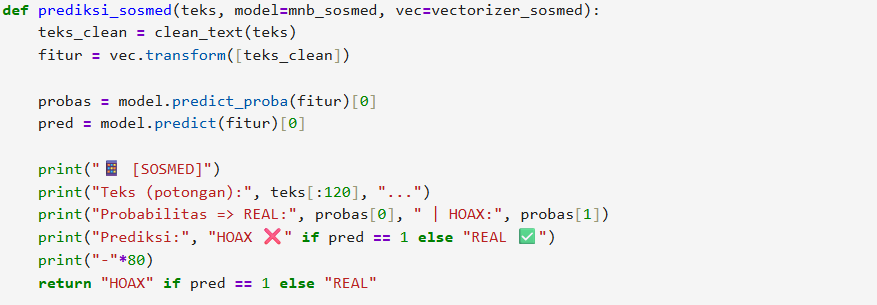 def prediksi_sosmed(teks, model=mnb_sosmed, vec=vectorizer_sosmed):
    teks_clean = clean_text(teks)
    fitur = vec.transform([teks_clean])

    probas = model.predict_proba(fitur)[0]
    pred = model.predict(fitur)[0]

    print("📱 [SOSMED]")
    print("Teks (potongan):", teks[:120], "...")
    print("Probabilitas => REAL:", probas[0], " | HOAX:", probas[1])
    print("Prediksi:", "HOAX ❌" if pred == 1 else "REAL ✅")
    print("-"*80)
    return "HOAX" if pred == 1 else "REAL"